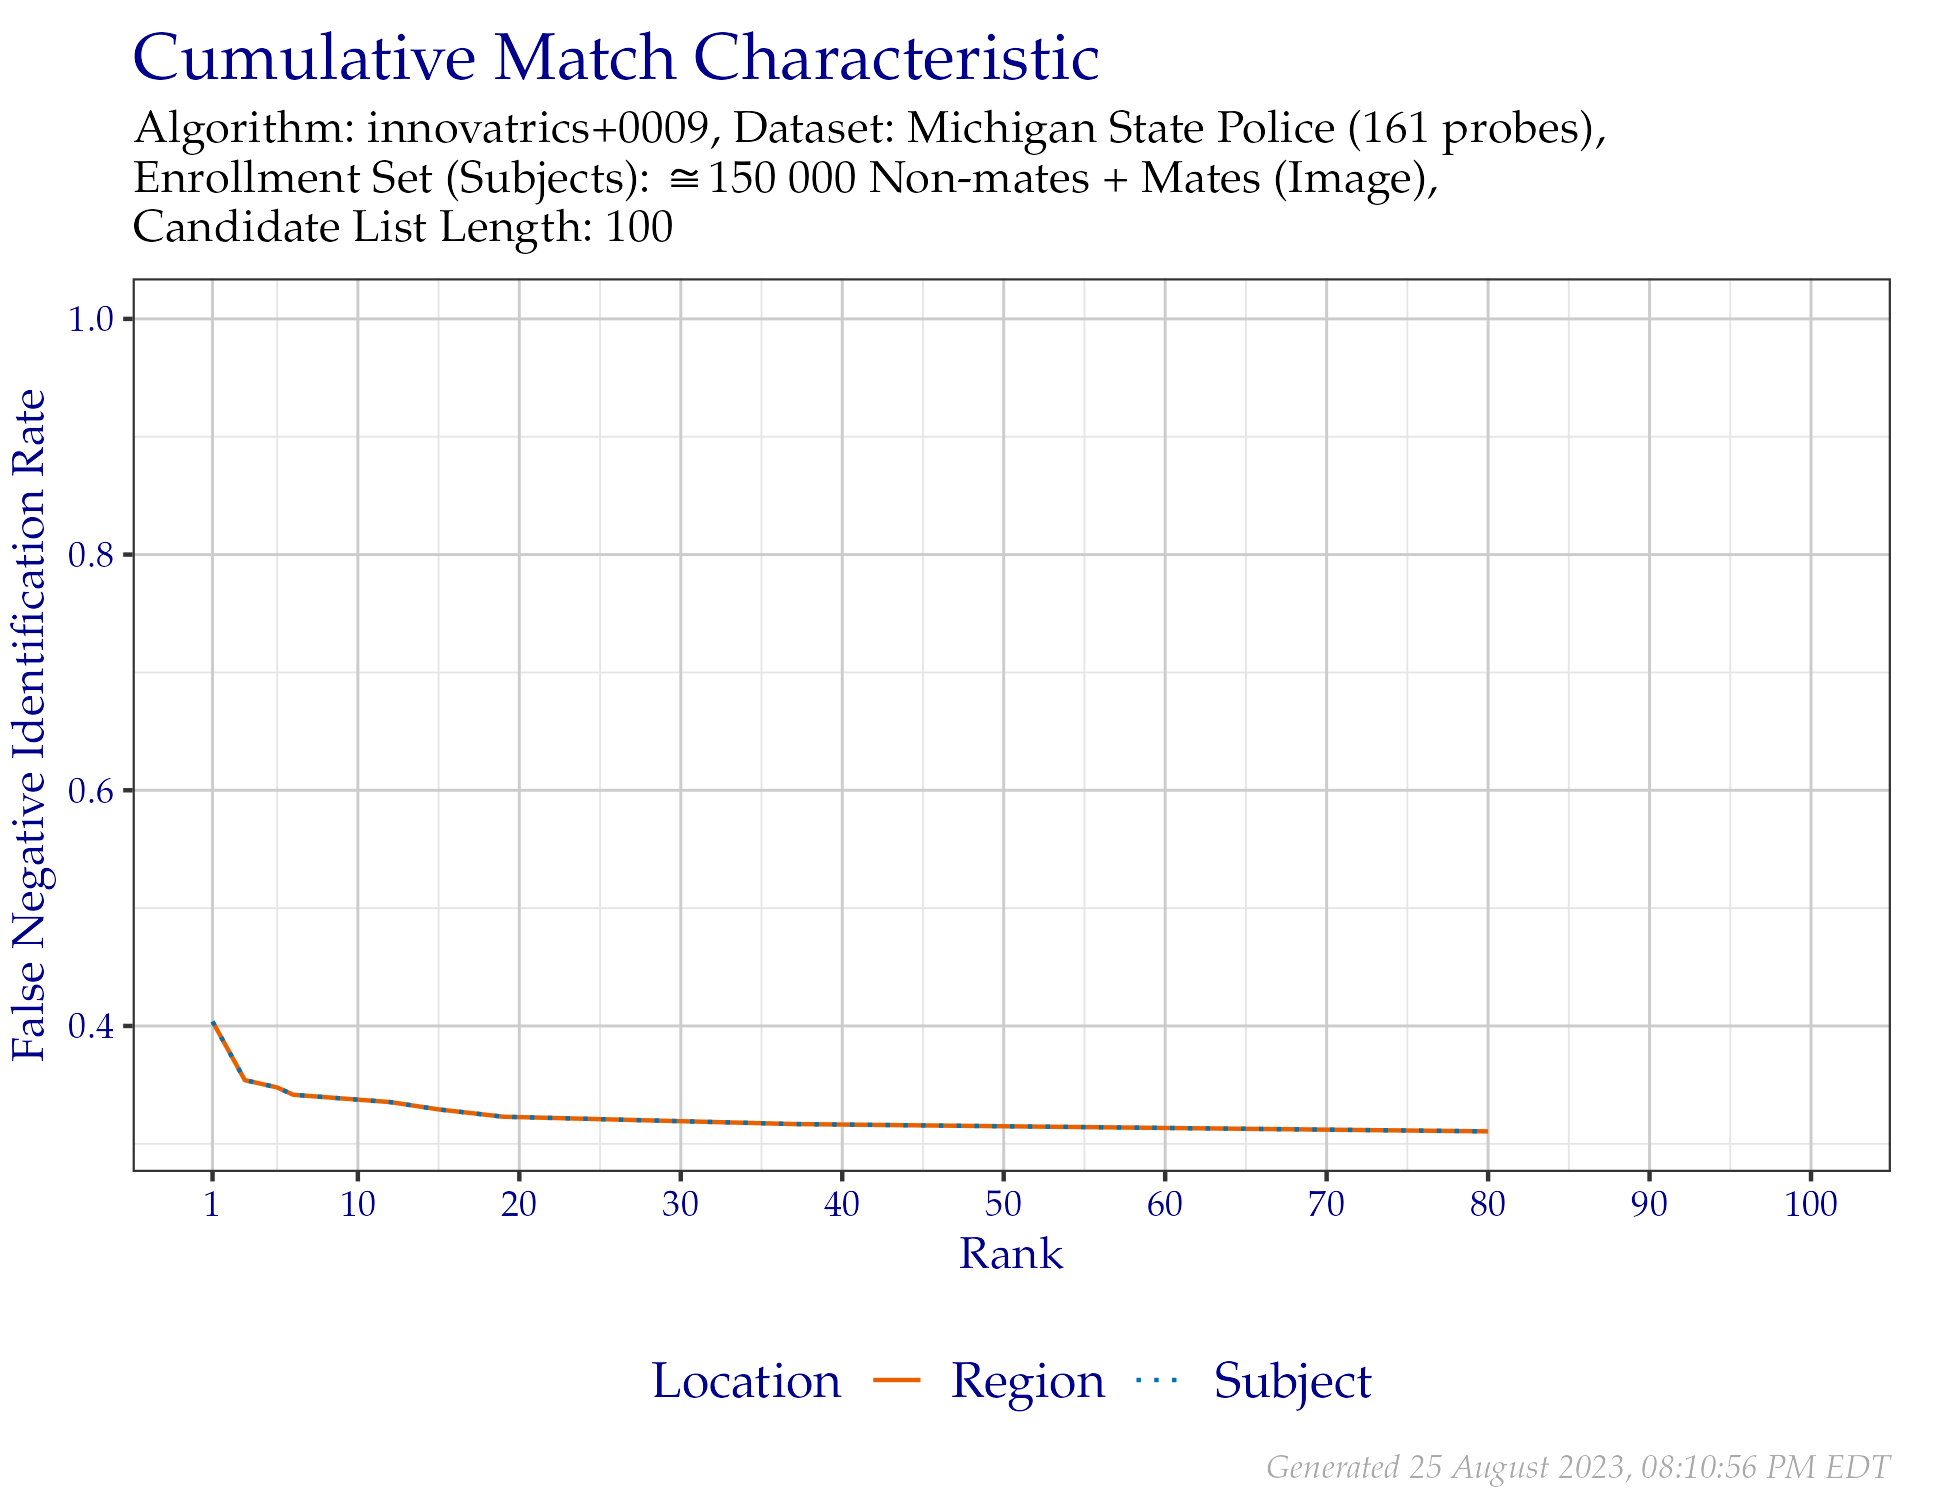 Cumulative Match Characteristic
Algorithm: innovatrics+0009, Dataset: Michigan State Police (161 probes),
Enrollment Set (Subjects): ≅ 150 000 Non-mates + Mates (Image),
Candidate List Length: 100
False Negative Identification Rate
1.0
0.8
0.6
0.4
1 10 20 30 40 50 60 70 80 90 100
Rank
Location Region Subject
Generated 25 August 2023, 08:10:56 PM EDT